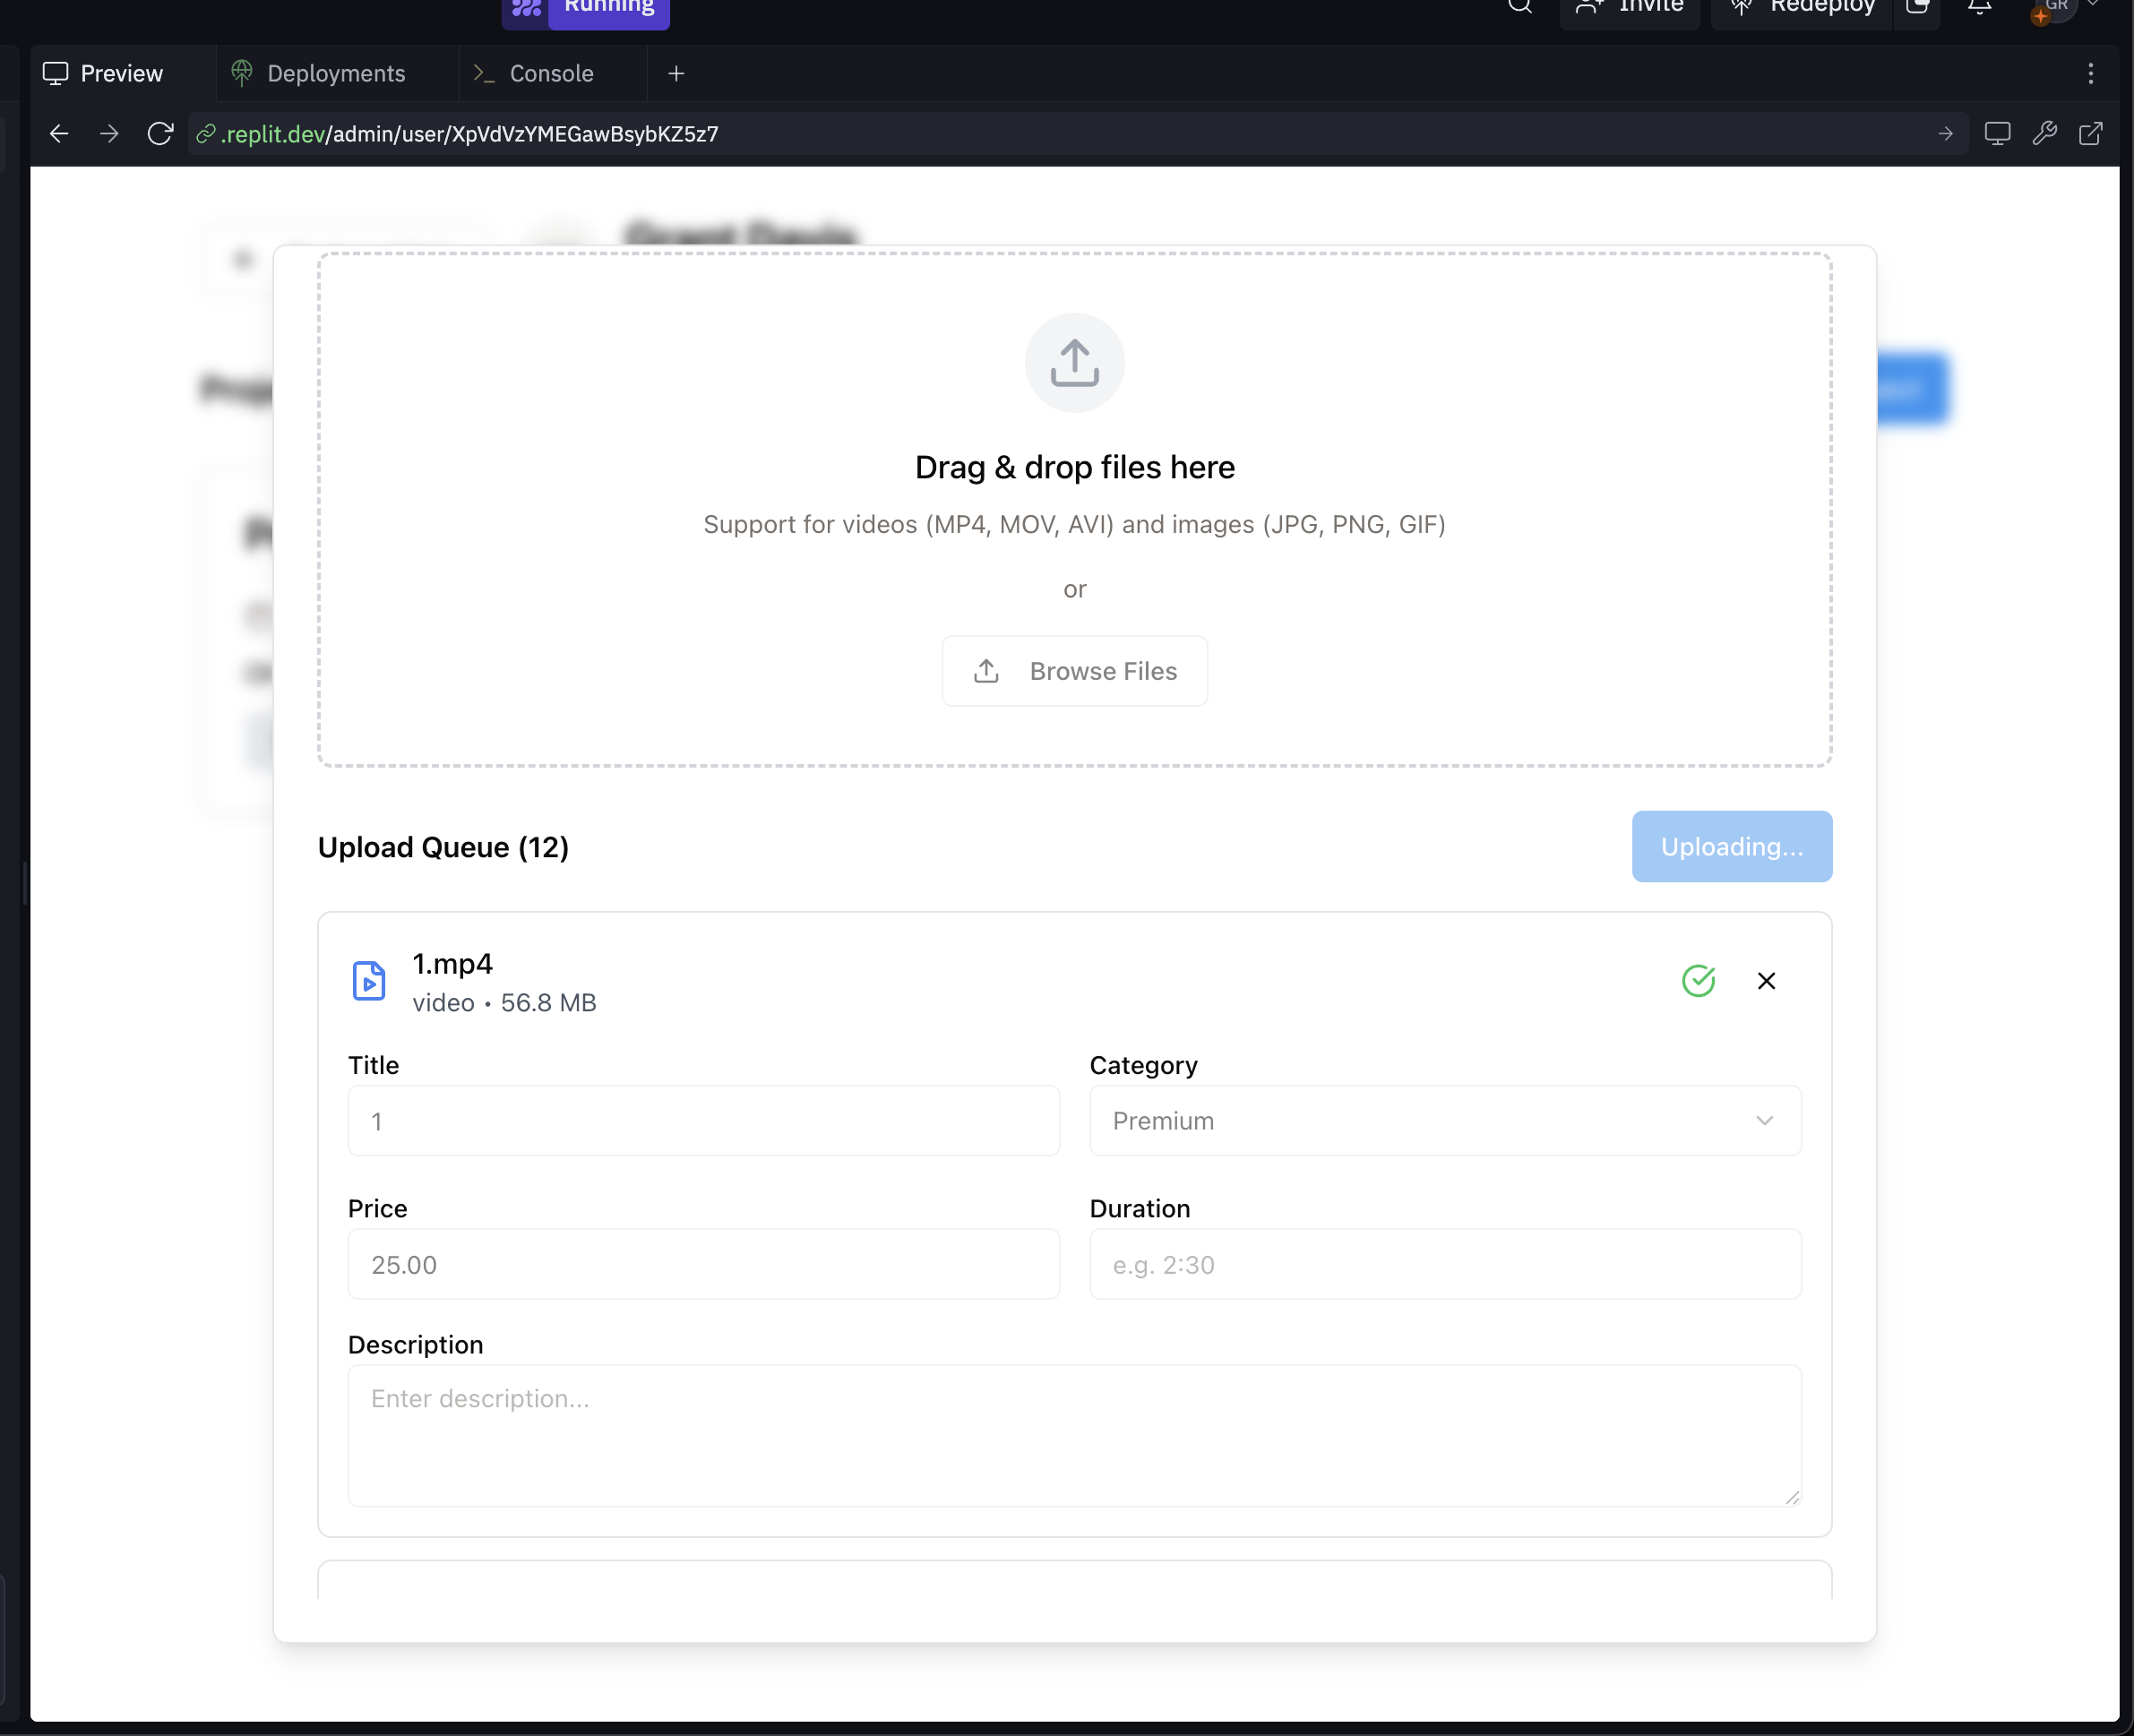 Running
Invite
Redeploy
GR
Preview
Deployments
Console
.replit.dev/admin/user/XpVdVzYMEGawBsybKZ5z7
Grant Davis
Drag & drop files here
Support for videos (MP4, MOV, AVI) and images (JPG, PNG, GIF)
or
Browse Files
Upload Queue (12)
Uploading...
1.mp4
video • 56.8 MB
Title
Category
1
Premium
Price
Duration
25.00
e.g. 2:30
Description
Enter description...